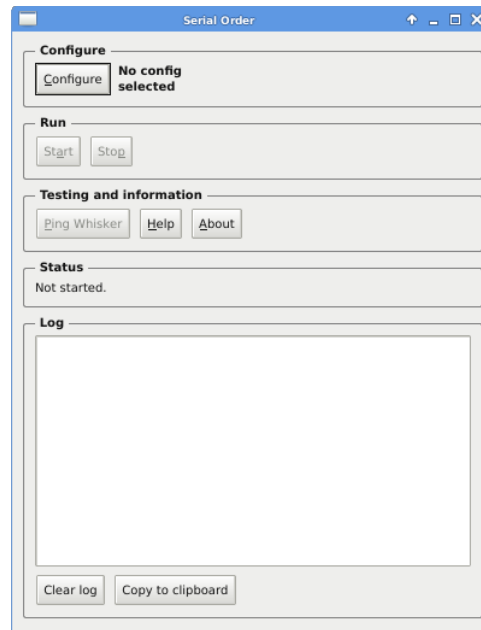 Serial Order
Configure
Configure
No config
selected
Run
Start Stop
Testing and information
Ping Whisker Help About
Status
Not started.
Log
Clear log Copy to clipboard